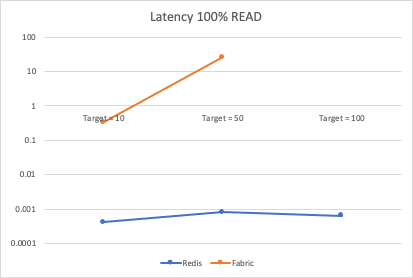 Latency 100% READ
100
10
1
Target = 10 Target = 50 Target = 100
0.1
0.01
0.001
0.0001
Redis Fabric